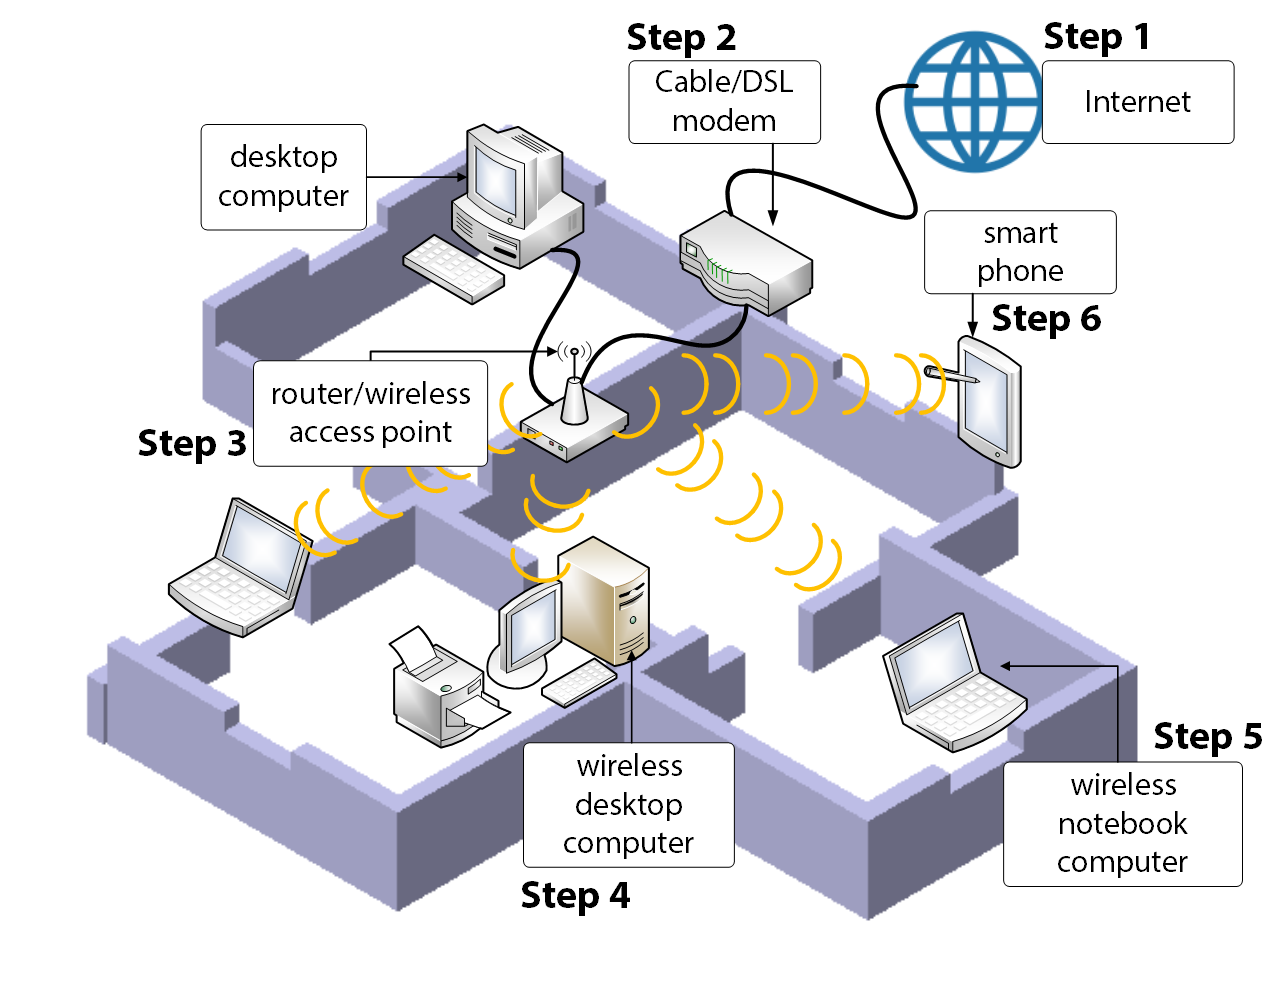 Step 1
Internet
Step 2
Cable/DSL
modem
desktop
computer
smart
phone
Step 6
router/wireless
access point
Step 3
wireless
desktop
computer
Step 4
Step 5
wireless
notebook
computer